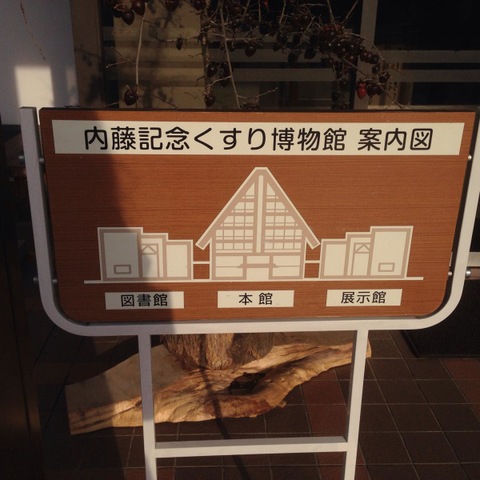 内藤記念くすり博物館 案内図
図書館
本館
展示館